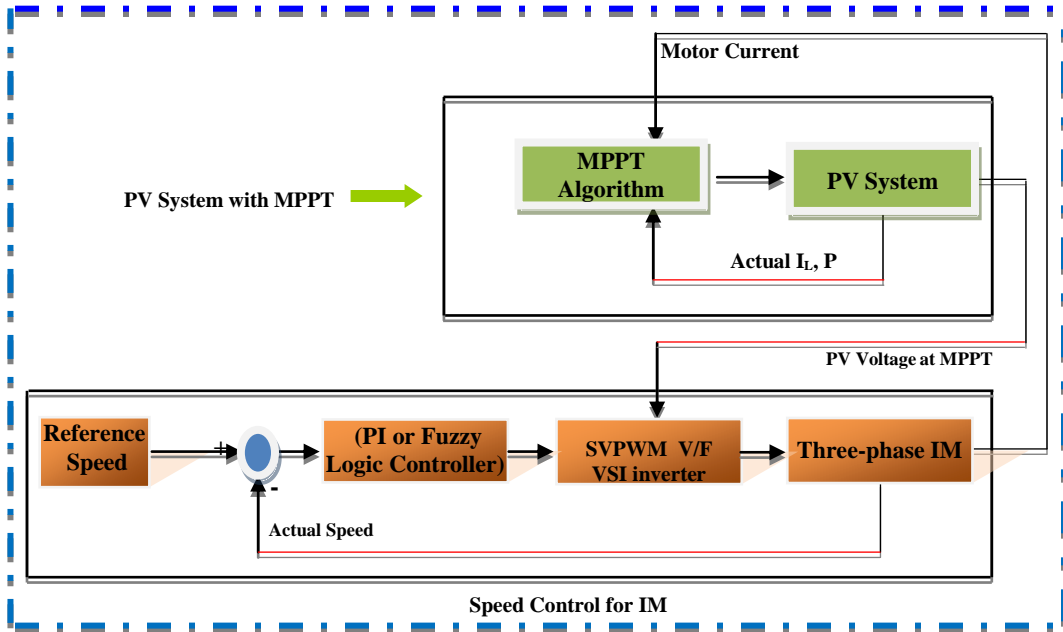 Motor Current
MPPT
Algorithm
PV System
PV System with MPPT
Actual I_L, P
PV Voltage at MPPT
Reference
Speed
+
-
(PI or Fuzzy
Logic Controller)
SVPWM V/F
VSI inverter
Three-phase IM
Actual Speed
Speed Control for IM